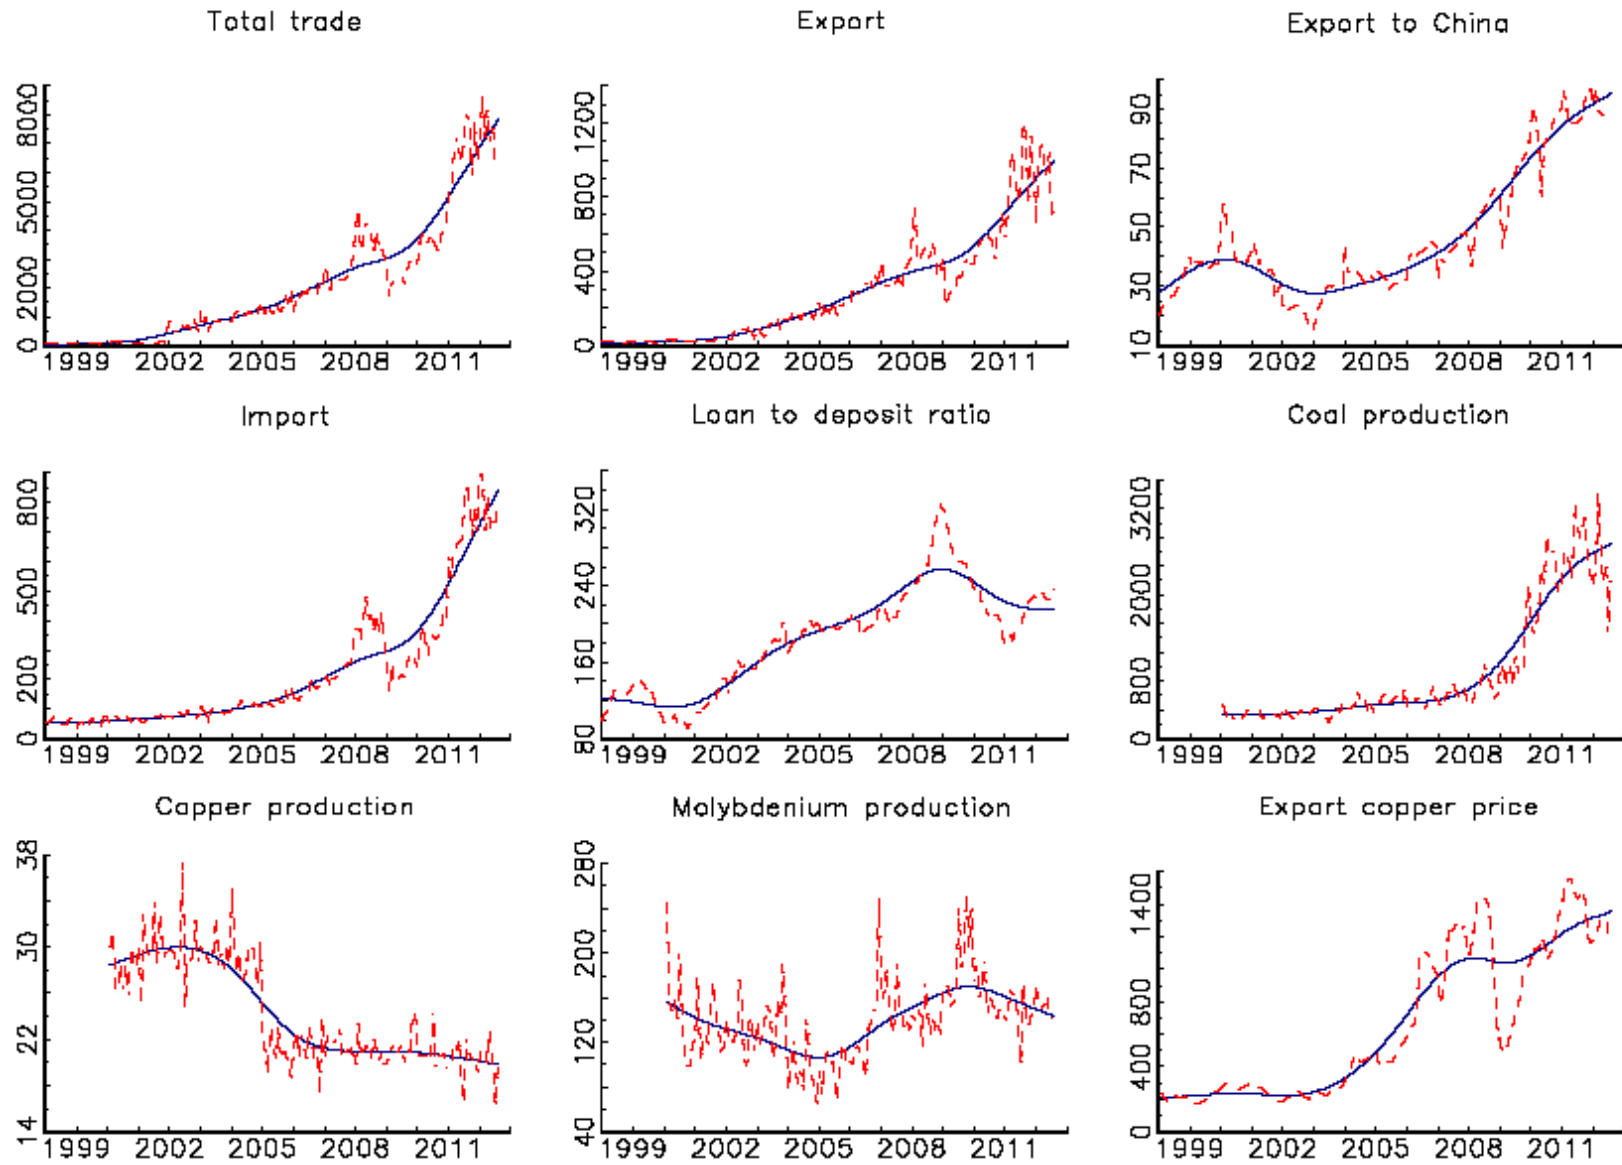 Total trade
Export
Export to China
8000
5000
2000
0
1999 2002 2005 2008 2011
1200
800
400
0
1999 2002 2005 2008 2011
90
70
50
30
10
1999 2002 2005 2008 2011
Import
Loan to deposit ratio
Coal production
800
500
200
0
1999 2002 2005 2008 2011
320
240
160
80
1999 2002 2005 2008 2011
3200
2000
800
0
1999 2002 2005 2008 2011
Copper production
Molybdenium production
Export copper price
38
30
22
14
1999 2002 2005 2008 2011
280
200
120
40
1999 2002 2005 2008 2011
1400
800
400
0
1999 2002 2005 2008 2011